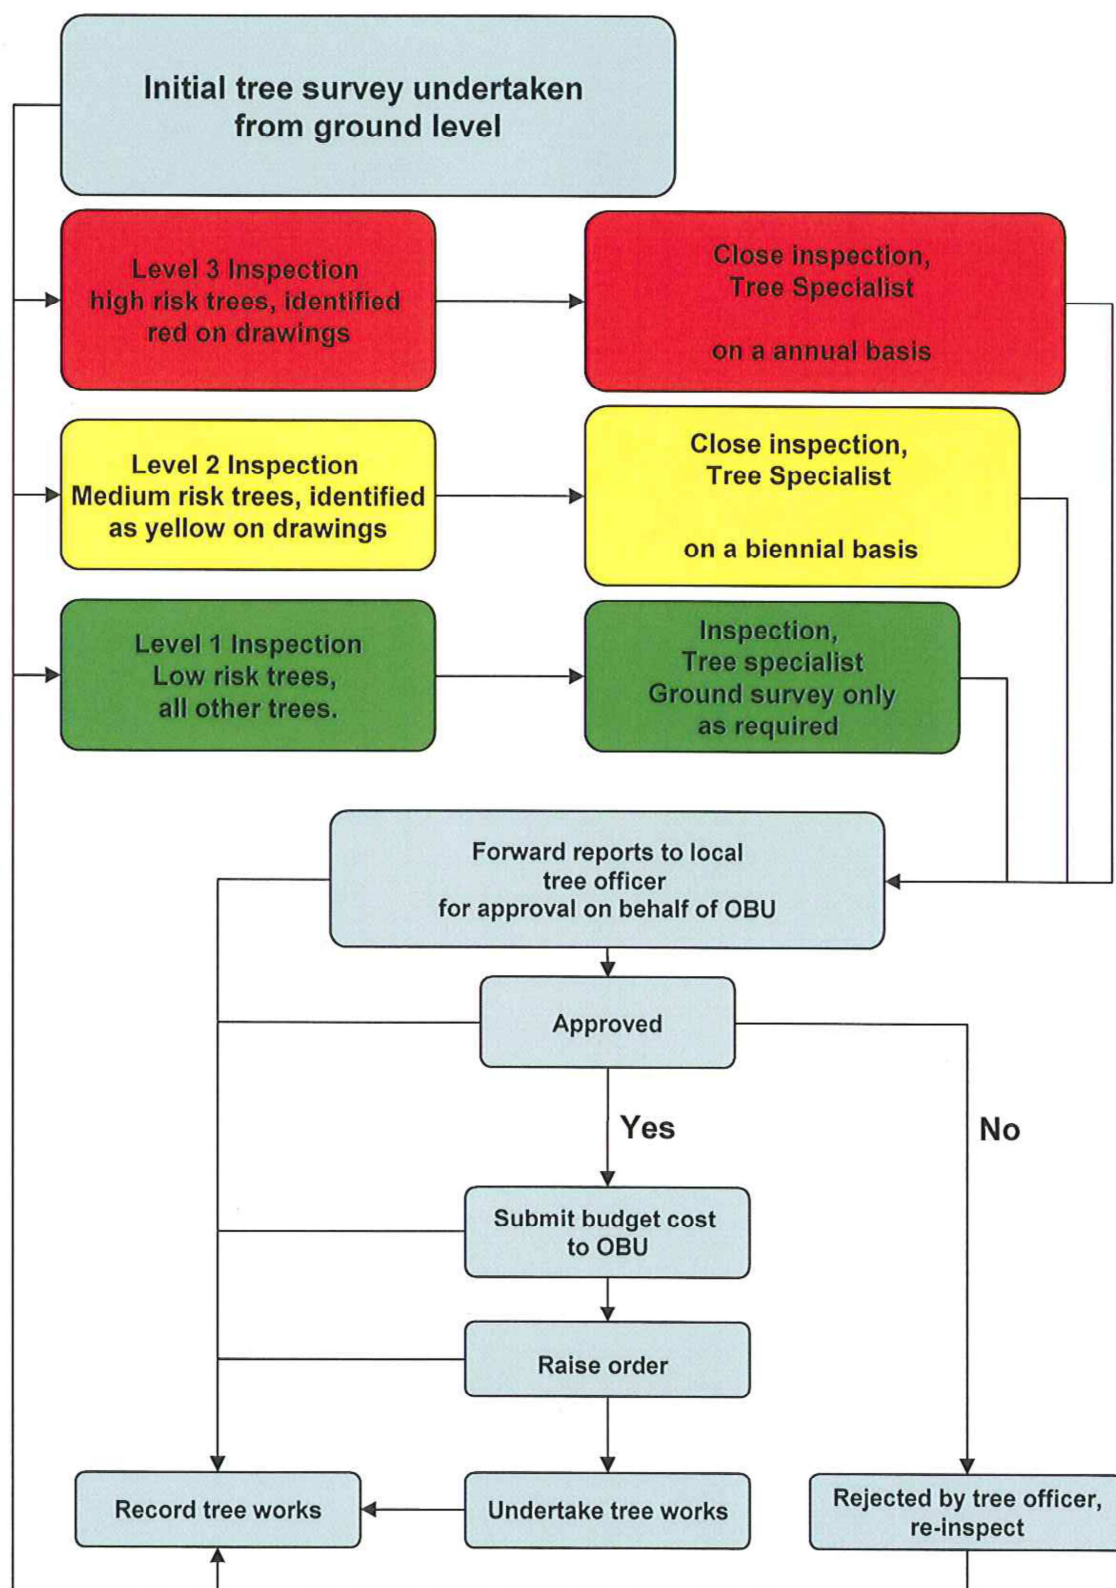 Initial tree survey undertaken
from ground level
Level 3 Inspection
high risk trees, identified
red on drawings
Close inspection,
Tree Specialist
on a annual basis
Level 2 Inspection
Medium risk trees, identified
as yellow on drawings
Close inspection,
Tree Specialist
on a biennial basis
Level 1 Inspection
Low risk trees,
all other trees.
Inspection,
Tree specialist
Ground survey only
as required
Forward reports to local
tree officer
for approval on behalf of OBU
Approved
Yes
No
Submit budget cost
to OBU
Raise order
Record tree works
Undertake tree works
Rejected by tree officer,
re-inspect